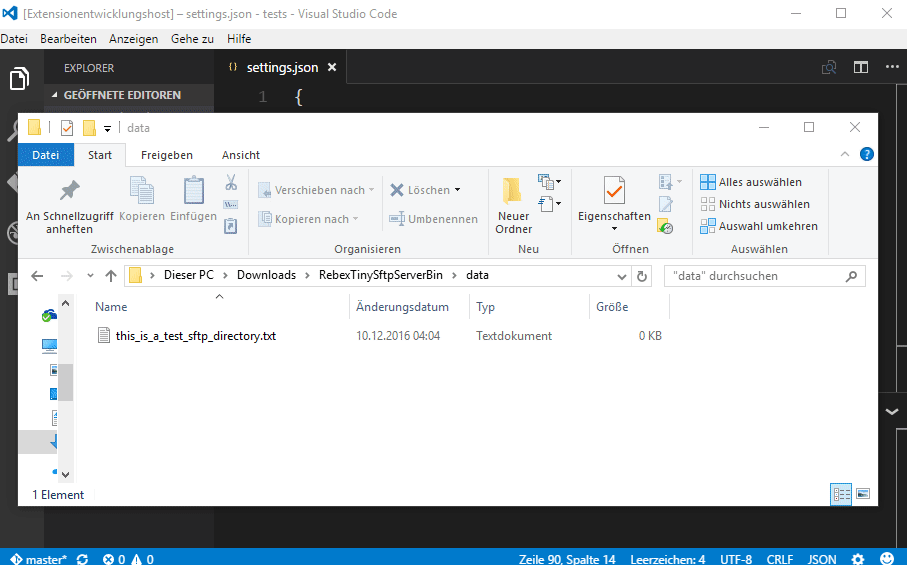 [Extensionentwicklungshost] – settings.json - tests - Visual Studio Code
Datei Bearbeiten Anzeigen Gehe zu Hilfe
EXPLORER
GEÖFFNETE EDITOREN
{} settings.json
1 {
data
Datei Start Freigeben Ansicht
An Schnellzugriff anheften
Kopieren
Einfügen
Zwischenablage
Verschieben nach
Kopieren nach
Löschen
Umbenennen
Organisieren
Neuer Ordner
Neu
Eigenschaften
Öffnen
Alles auswählen
Nichts auswählen
Auswahl umkehren
Auswählen
Dieser PC > Downloads > RebexTinySftpServerBin > data
"data" durchsuchen
Name Änderungsdatum Typ Größe
this_is_a_test_sftp_directory.txt 10.12.2016 04:04 Textdokument 0 KB
1 Element
master* 0 0 Zeile 90, Spalte 14 Leerzeichen: 4 UTF-8 CRLF JSON